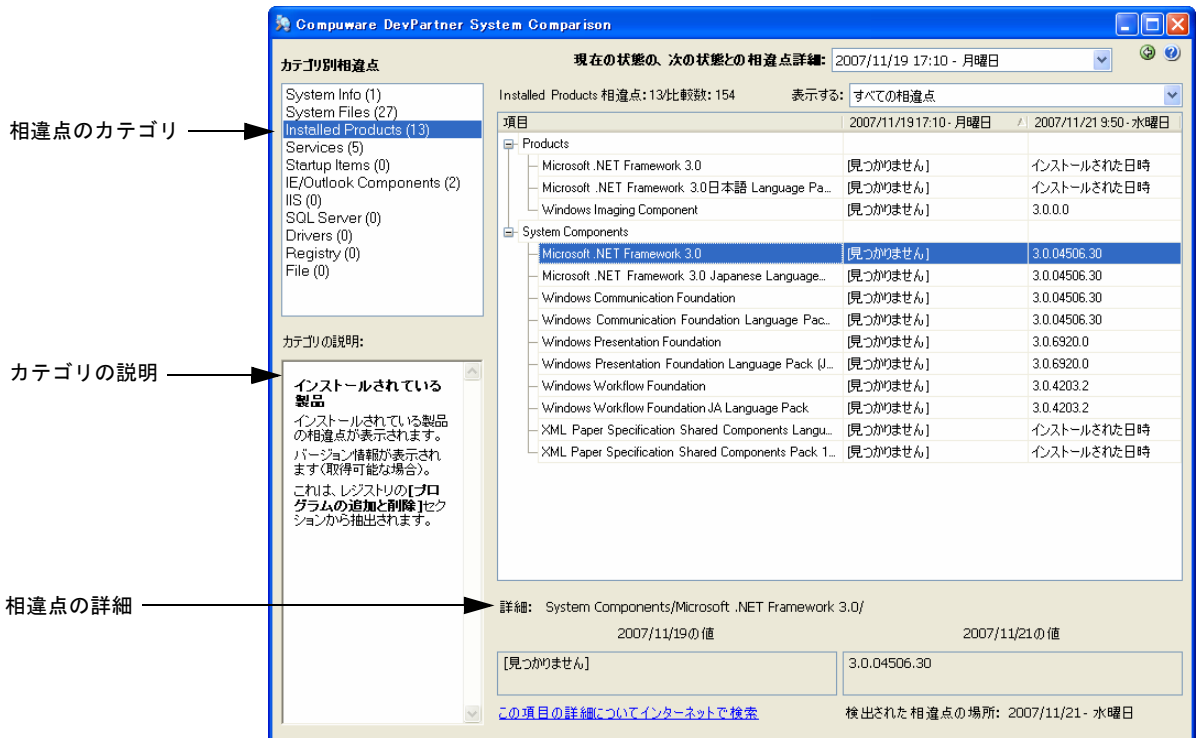 Compuware DevPartner System Comparison
カテゴリ別相違点
現在の状態の、次の状態との相違点詳細: 2007/11/19 17:10 - 月曜日
System Info (1)
System Files (27)
Installed Products (13)
Services (5)
Startup Items (0)
IE/Outlook Components (2)
IIS (0)
SQL Server (0)
Drivers (0)
Registry (0)
File (0)
相違点のカテゴリ
Installed Products 相違点: 13/比較数: 154 表示する: すべての相違点
項目 2007/11/19 17:10 - 月曜日 2007/11/21 9:50 - 水曜日
Products
Microsoft .NET Framework 3.0 [見つかりません] インストールされた日時
Microsoft .NET Framework 3.0日本語 Language Pa... [見つかりません] インストールされた日時
Windows Imaging Component [見つかりません] 3.0.0.0
System Components
Microsoft .NET Framework 3.0 [見つかりません] 3.0.04506.30
Microsoft .NET Framework 3.0 Japanese Language... [見つかりません] 3.0.04506.30
Windows Communication Foundation [見つかりません] 3.0.04506.30
Windows Communication Foundation Language Pac... [見つかりません] 3.0.04506.30
Windows Presentation Foundation [見つかりません] 3.0.6920.0
Windows Presentation Foundation Language Pack (J... [見つかりません] 3.0.6920.0
Windows Workflow Foundation [見つかりません] 3.0.4203.2
Windows Workflow Foundation JA Language Pack [見つかりません] 3.0.4203.2
XML Paper Specification Shared Components Langu... [見つかりません] インストールされた日時
XML Paper Specification Shared Components Pack 1... [見つかりません] インストールされた日時
カテゴリの説明:
カテゴリの説明
インストールされている
製品
インストールされている製品
の相違点が表示されます。
バージョン情報が表示され
ます(取得可能な場合)。
これは、レジストリの[プロ
グラムの追加と削除]セク
ションから抽出されます。
相違点の詳細
詳細: System Components/Microsoft .NET Framework 3.0/
2007/11/19の値 2007/11/21の値
[見つかりません] 3.0.04506.30
この項目の詳細についてインターネットで検索 検出された相違点の場所: 2007/11/21 - 水曜日